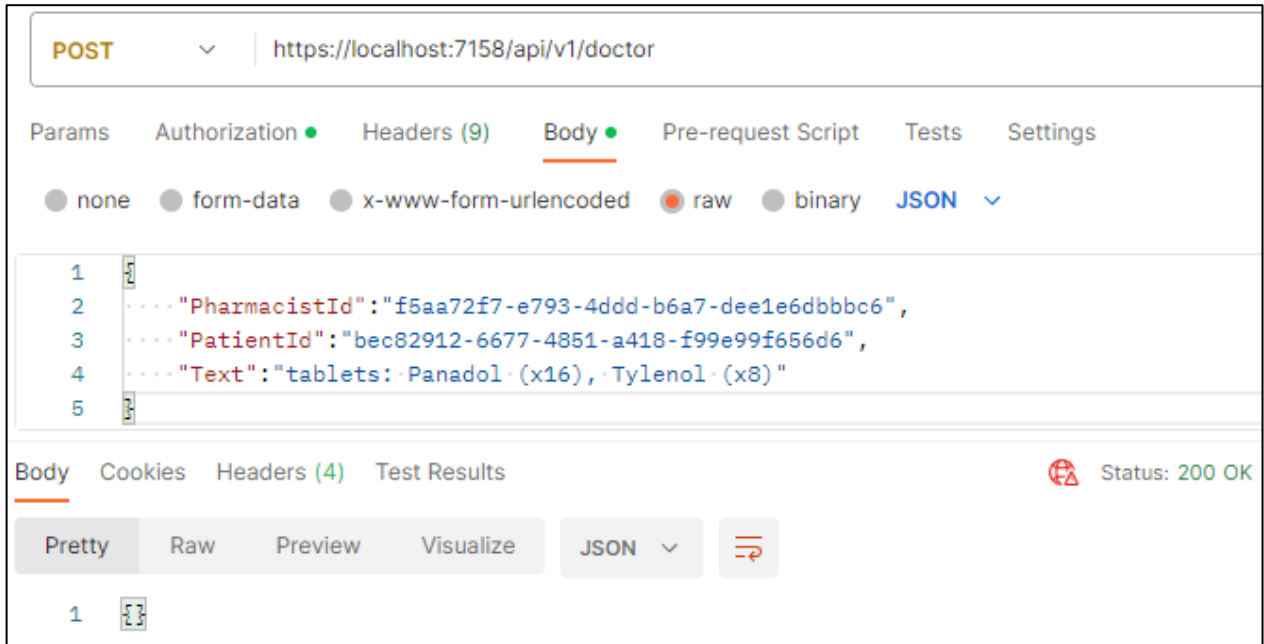 POST https://localhost:7158/api/v1/doctor
Params Authorization Headers (9) Body Pre-request Script Tests Settings
none form-data x-www-form-urlencoded raw binary JSON
1 {
2 "PharmacistId":"f5aa72f7-e793-4ddd-b6a7-dee1e6dbbbc6",
3 "PatientId":"bec82912-6677-4851-a418-f99e99f656d6",
4 "Text":"tablets: Panadol (x16), Tylenol (x8)"
5 }
Body Cookies Headers (4) Test Results Status: 200 OK
Pretty Raw Preview Visualize JSON
1 {}